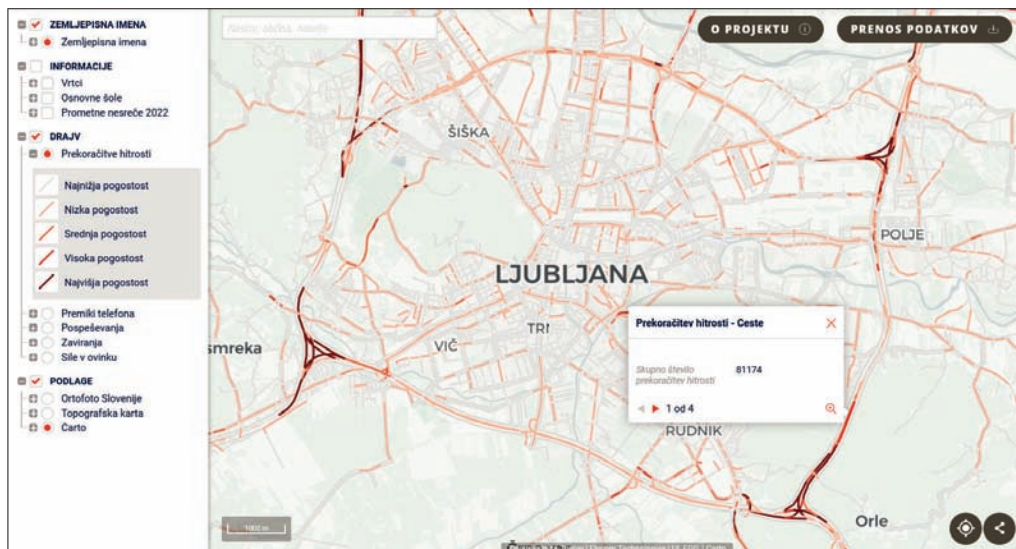 ZEMLJEPISNA IMENA
Zemljepisna imena
INFORMACIJE
Vrtci
Osnovne šole
Prometne nesreče 2022
DRAJV
Prekoračitve hitrosti
Najnižja pogostost
Nizka pogostost
Srednja pogostost
Visoka pogostost
Najvišja pogostost
Premiki telefona
Pospeševanja
Zaviranja
Sile v ovinku
PODLAGE
Ortofoto Slovenije
Topografska karta
Carto
Naslov, občina, naselje
O PROJEKTU
PRENOS PODATKOV
ŠIŠKA
POLJE
LJUBLJANA
TRN
VIČ
smreka
Prekoračitev hitrosti - Ceste
Skupno število
prekoračitev hitrosti
81174
1 od 4
RUDNIK
Orle
1000 m